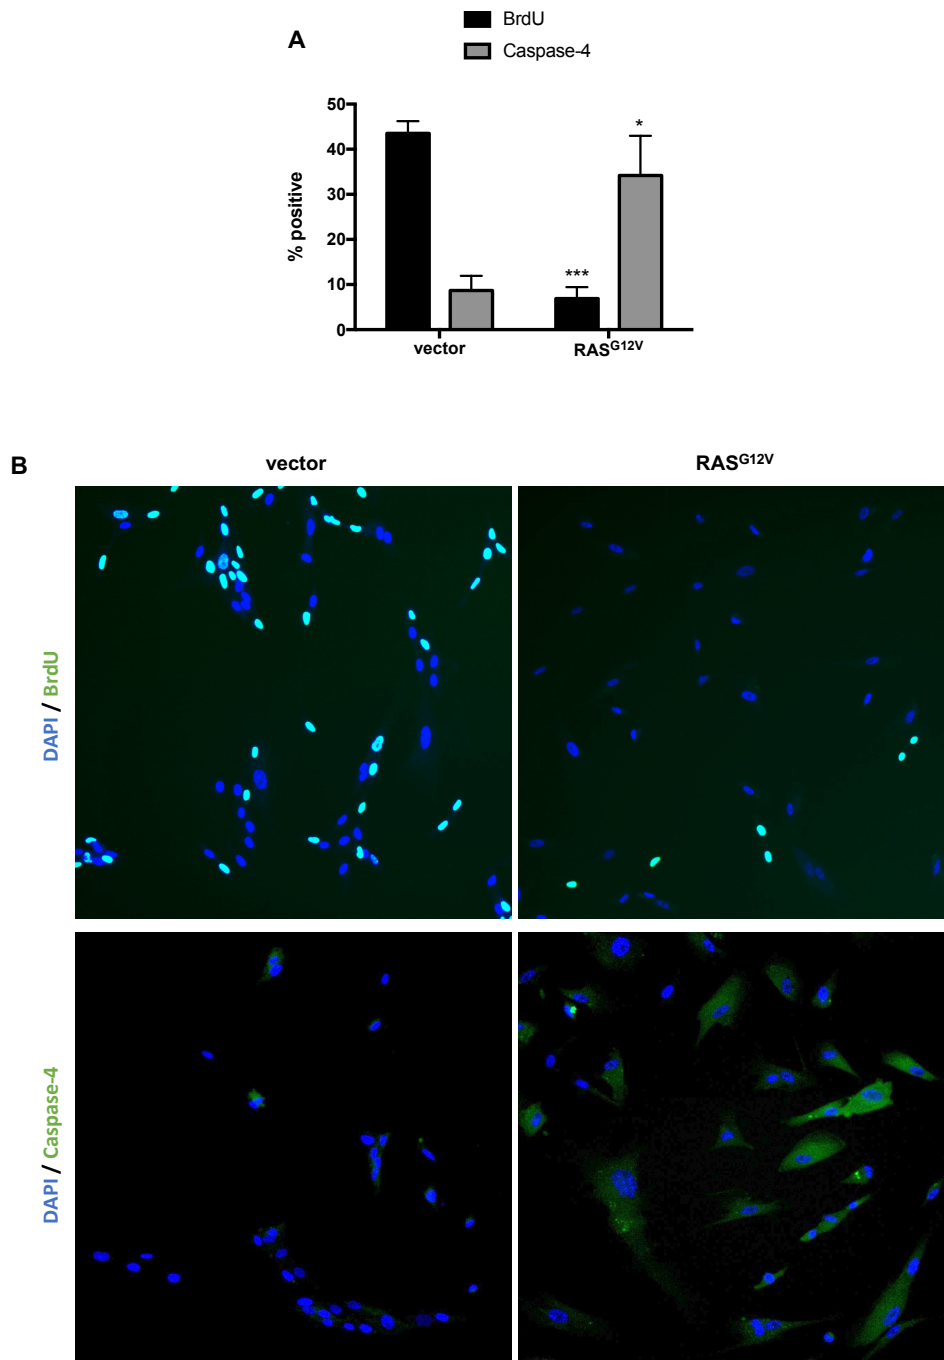 A
BrdU
Caspase-4
% positive
50
40
30
20
10
0
*
***
vector
RASG12V
B
vector
RASG12V
DAPI / BrdU
DAPI / Caspase-4